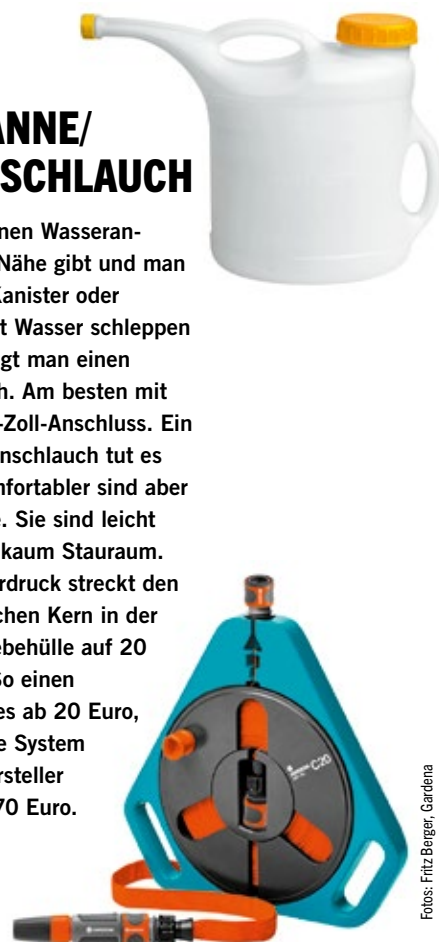 ANNE/
SCHLAUCH
nen Wasseran-
Nähe gibt und man
Kanister oder
t Wasser schleppen
gt man einen
h. Am besten mit
-Zoll-Anschluss. Ein
nschlauch tut es
mfortabler sind aber
e. Sie sind leicht
kaum Stauraum.
rdruck streckt den
chen Kern in der
ebehülle auf 20
So einen
es ab 20 Euro,
e System
rsteller
70 Euro.
C20
Fotos: Fritz Berger, Gardena